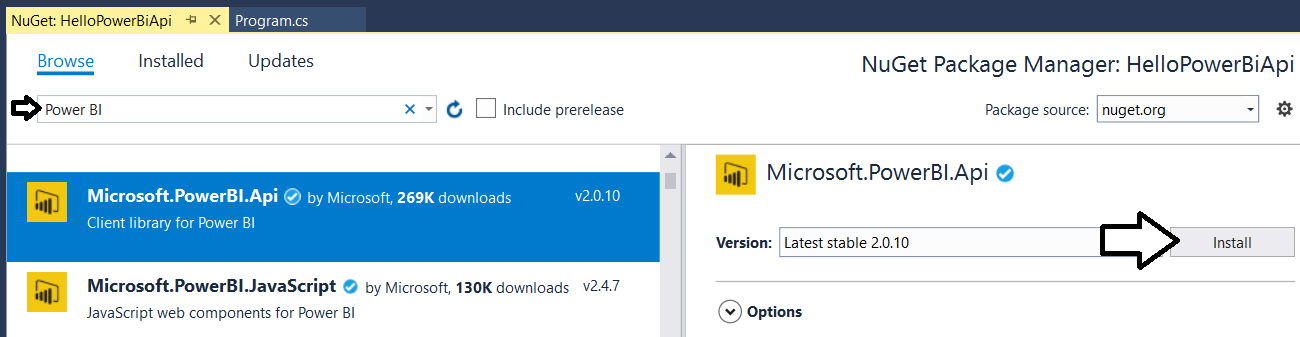 NuGet: HelloPowerBiApi
Program.cs
Browse
Installed
Updates
NuGet Package Manager: HelloPowerBiApi
Power BI
Include prerelease
Package source: nuget.org
Microsoft.PowerBI.Api by Microsoft, 269K downloads v2.0.10
Client library for Power BI
Microsoft.PowerBI.JavaScript by Microsoft, 130K downloads v2.4.7
JavaScript web components for Power BI
Microsoft.PowerBI.Api
Version: Latest stable 2.0.10
Install
Options